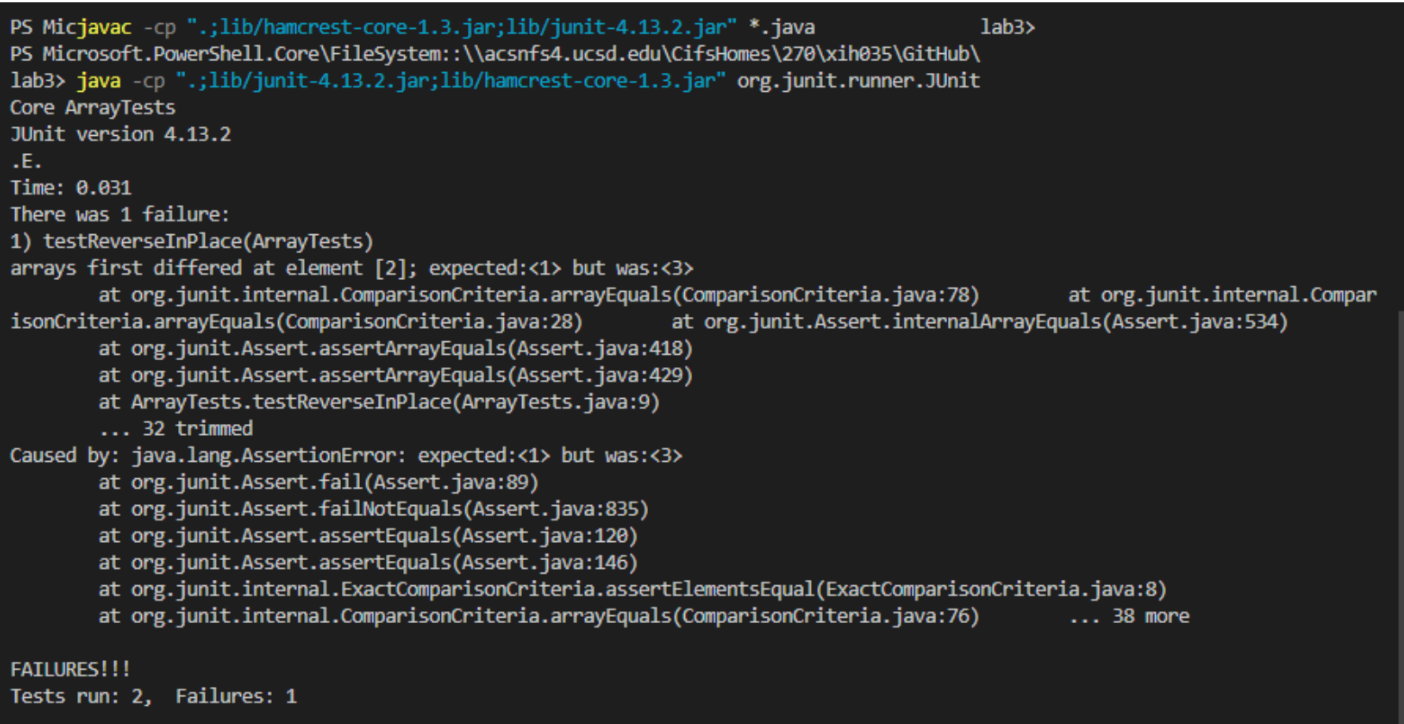 PS Micjavac -cp ".;lib/hamcrest-core-1.3.jar;lib/junit-4.13.2.jar" *.java lab3>
PS Microsoft.PowerShell.Core\FileSystem::\\acsnfs4.ucsd.edu\CifsHomes\270\xih035\GitHub\
lab3> java -cp ".;lib/junit-4.13.2.jar;lib/hamcrest-core-1.3.jar" org.junit.runner.JUnit
Core ArrayTests
JUnit version 4.13.2
.E.
Time: 0.031
There was 1 failure:
1) testReverseInPlace(ArrayTests)
arrays first differed at element [2]; expected:<1> but was:<3>
at org.junit.internal.ComparisonCriteria.arrayEquals(ComparisonCriteria.java:78) at org.junit.internal.Compar
isonCriteria.arrayEquals(ComparisonCriteria.java:28) at org.junit.Assert.internalArrayEquals(Assert.java:534)
at org.junit.Assert.assertArrayEquals(Assert.java:418)
at org.junit.Assert.assertArrayEquals(Assert.java:429)
at ArrayTests.testReverseInPlace(ArrayTests.java:9)
... 32 trimmed
Caused by: java.lang.AssertionError: expected:<1> but was:<3>
at org.junit.Assert.fail(Assert.java:89)
at org.junit.Assert.failNotEquals(Assert.java:835)
at org.junit.Assert.assertEquals(Assert.java:120)
at org.junit.Assert.assertEquals(Assert.java:146)
at org.junit.internal.ExactComparisonCriteria.assertElementsEqual(ExactComparisonCriteria.java:8)
at org.junit.internal.ComparisonCriteria.arrayEquals(ComparisonCriteria.java:76) ... 38 more
FAILURES!!!
Tests run: 2,  Failures: 1